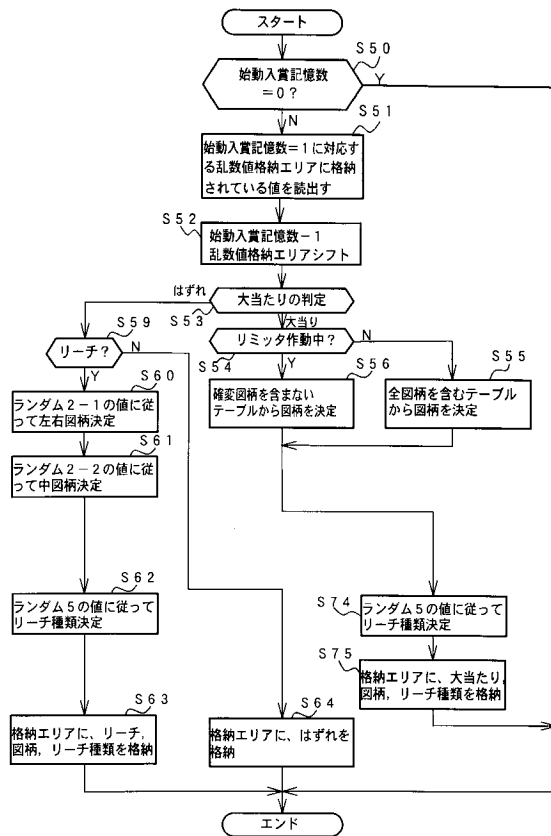 スタート
S50
始動入賞記憶数
=0?
Y
N
S51
始動入賞記憶数=1に対応す
る乱数値格納エリアに格納
されている値を読出す
S52
始動入賞記憶数-1
乱数値格納エリアシフト
はずれ
大当たりの判定
S53
大当り
S59
リーチ?
N
Y
リミッタ作動中?
N
S54
Y
S56
S55
確変図柄を含まない
テーブルから図柄を決定
全図柄を含むテーブル
から図柄を決定
S60
ランダム2-1の値に従
って左右図柄決定
S61
ランダム2-2の値に従
って中図柄決定
S62
ランダム5の値に従って
リーチ種類決定
S74
ランダム5の値に従って
リーチ種類決定
S75
格納エリアに、大当たり,
図柄,リーチ種類を格納
S63
格納エリアに、リーチ,
図柄,リーチ種類を格納
S64
格納エリアに、はずれを
格納
エンド